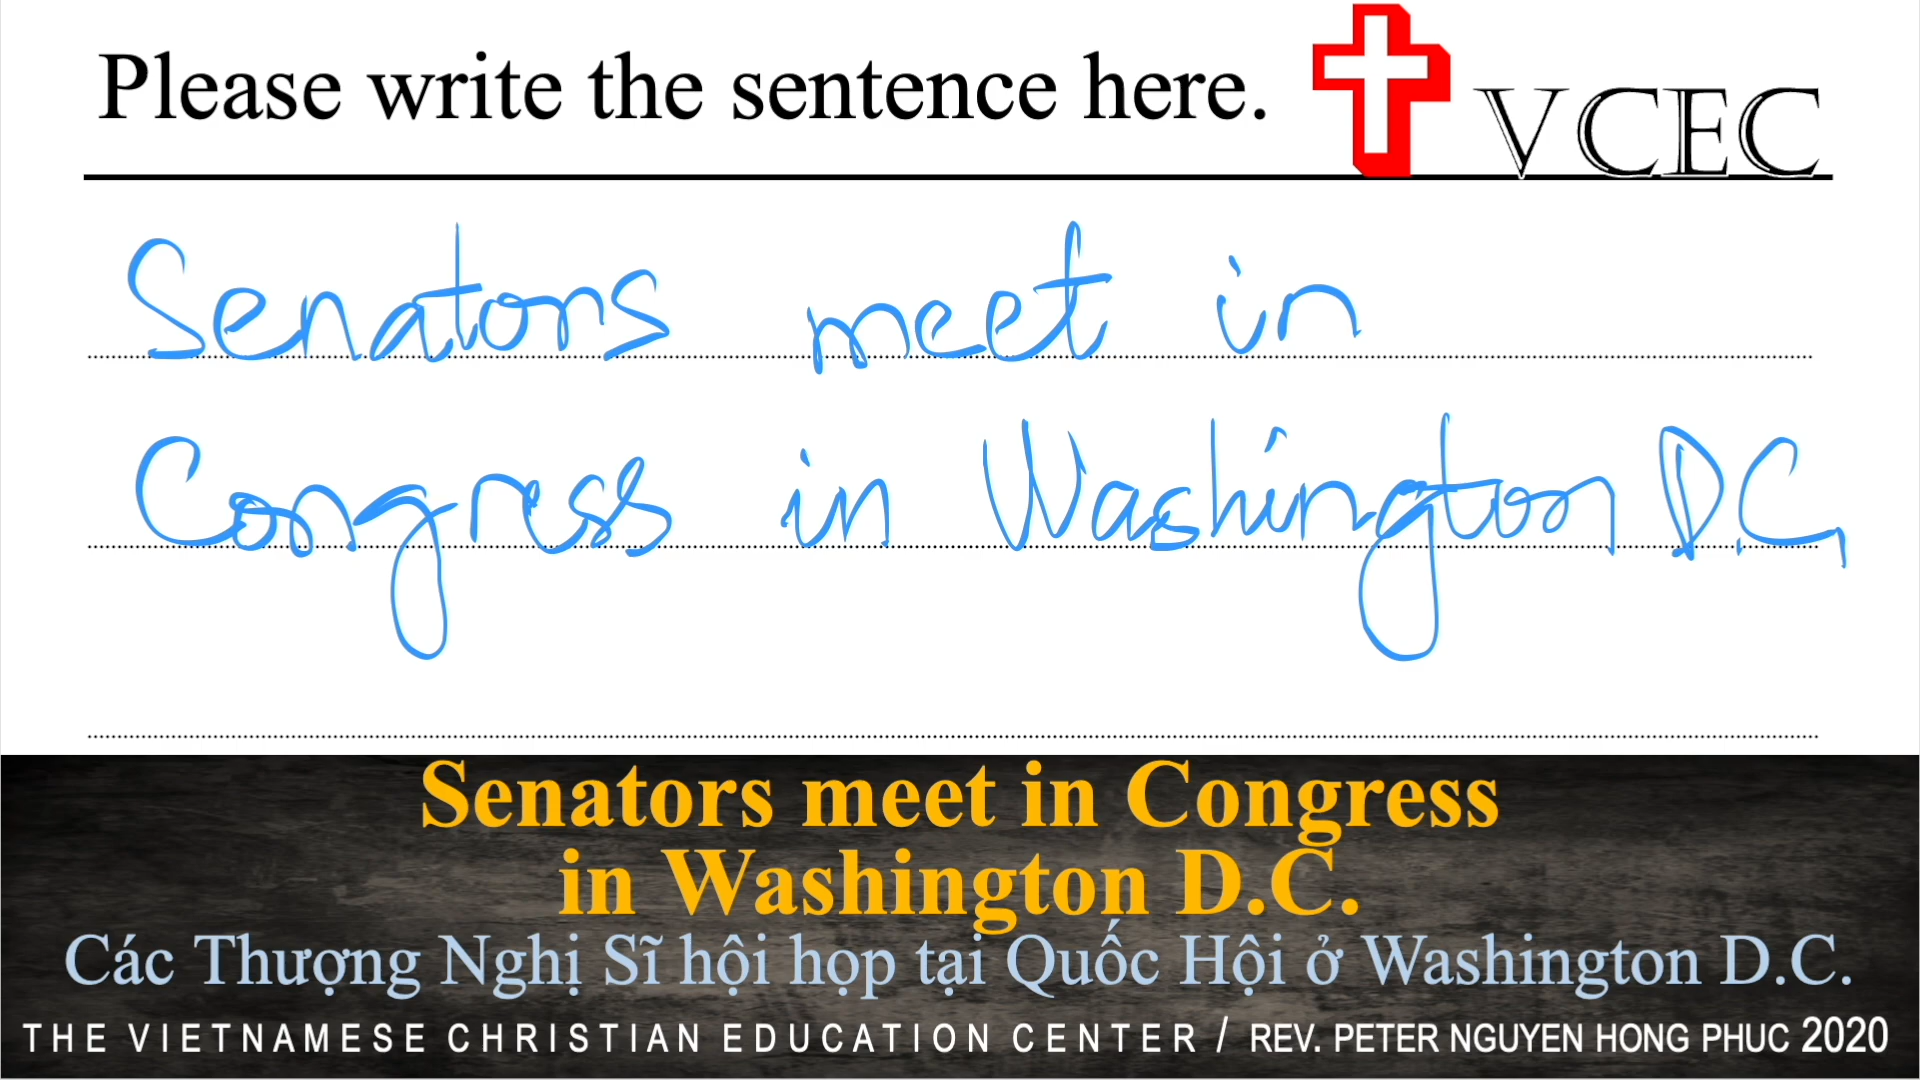 Please write the sentence here.
VCEC
Senators meet in
Congress in Washington D.C.
Senators meet in Congress
in Washington D.C.
Các Thượng Nghị Sĩ hội họp tại Quốc Hội ở Washington D.C.
THE VIETNAMESE CHRISTIAN EDUCATION CENTER / REV. PETER NGUYEN HONG PHUC 2020